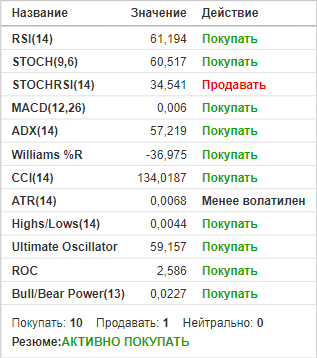 Название Значение Действие
RSI(14) 61,194 Покупать
STOCH(9,6) 60,517 Покупать
STOCHRSI(14) 34,541 Продавать
MACD(12,26) 0,006 Покупать
ADX(14) 57,219 Покупать
Williams %R -36,975 Покупать
CCI(14) 134,0187 Покупать
ATR(14) 0,0068 Менее волатилен
Highs/Lows(14) 0,0044 Покупать
Ultimate Oscillator 59,157 Покупать
ROC 2,586 Покупать
Bull/Bear Power(13) 0,0227 Покупать
Покупать: 10 Продавать: 1 Нейтрально: 0
Резюме:АКТИВНО ПОКУПАТЬ